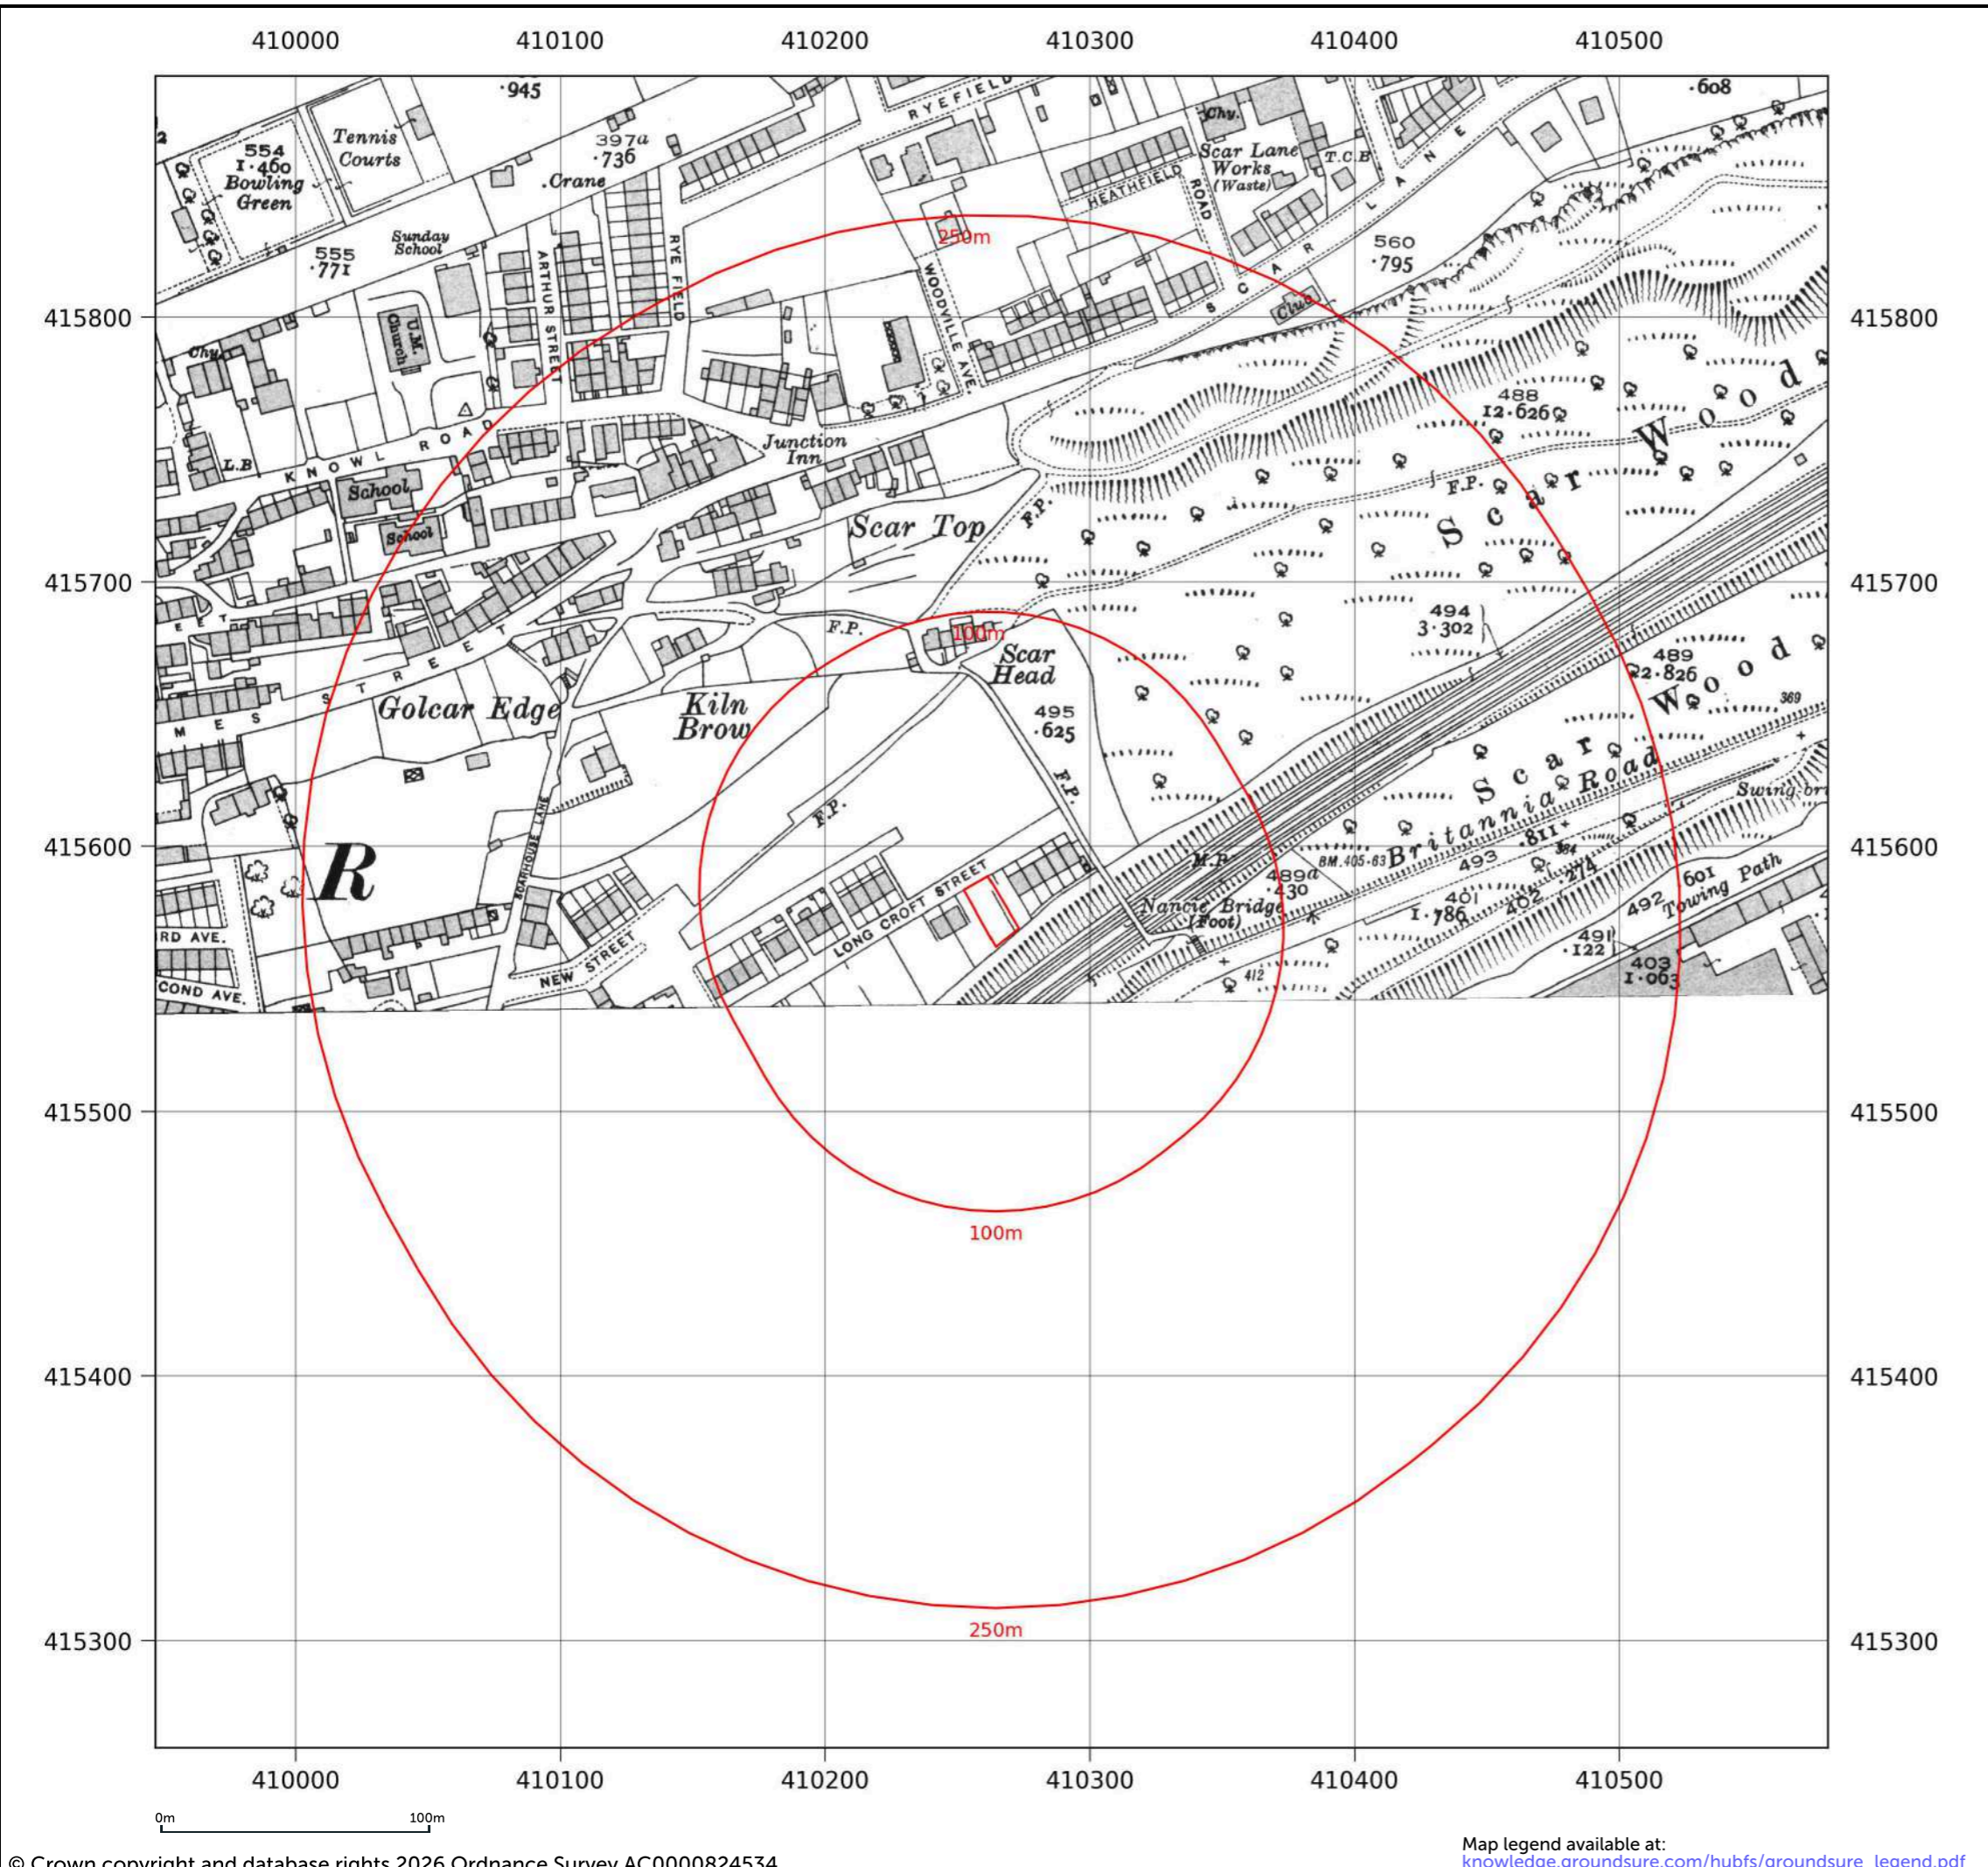 410000 410100 410200 410300 410400 410500
·945
·608
RYEFIELD
Tennis
Courts
554
1·460
Bowling
Green
397a
·736
.Crane
Chy.
Scar Lane
Works
(Waste)
T.C.B
HEATHFIELD
ROAD
SCAR LANE
555
·771
Sunday
School
ARTHUR STREET
RYE FIELD
250m
WOODVILLE AVE.
560
·795
Club
415800
415800
Chy.
U.M.
Church
488
12·626
Scar Wood
KNOWL ROAD
L.B
School
School
Junction
Inn
Scar Top
F.P.
F.P.
415700
415700
494
3·302
F.P.
100m
Scar
Head
489
22·826
Scar Wood
369
MES STREET
Golcar Edge
Kiln
Brow
495
·625
F.P.
F.P.
SCARHOUSE LANE
Britannia Road
415600
415600
R
M.P.
BM.405·63
489a
·430
493
·811
384
·274
601
Towing Path
492
401
1·786
402
Nancie Bridge
(Foot)
412
491
·122
403
1·063
LONG CROFT STREET
NEW STREET
RD AVE.
COND AVE.
415500
415500
100m
415400
415400
250m
415300
415300
410000 410100 410200 410300 410400 410500
0m 100m
Map legend available at:
knowledge.groundsure.com/hubfs/groundsure_legend.pdf
© Crown copyright and database rights 2026 Ordnance Survey AC0000824534